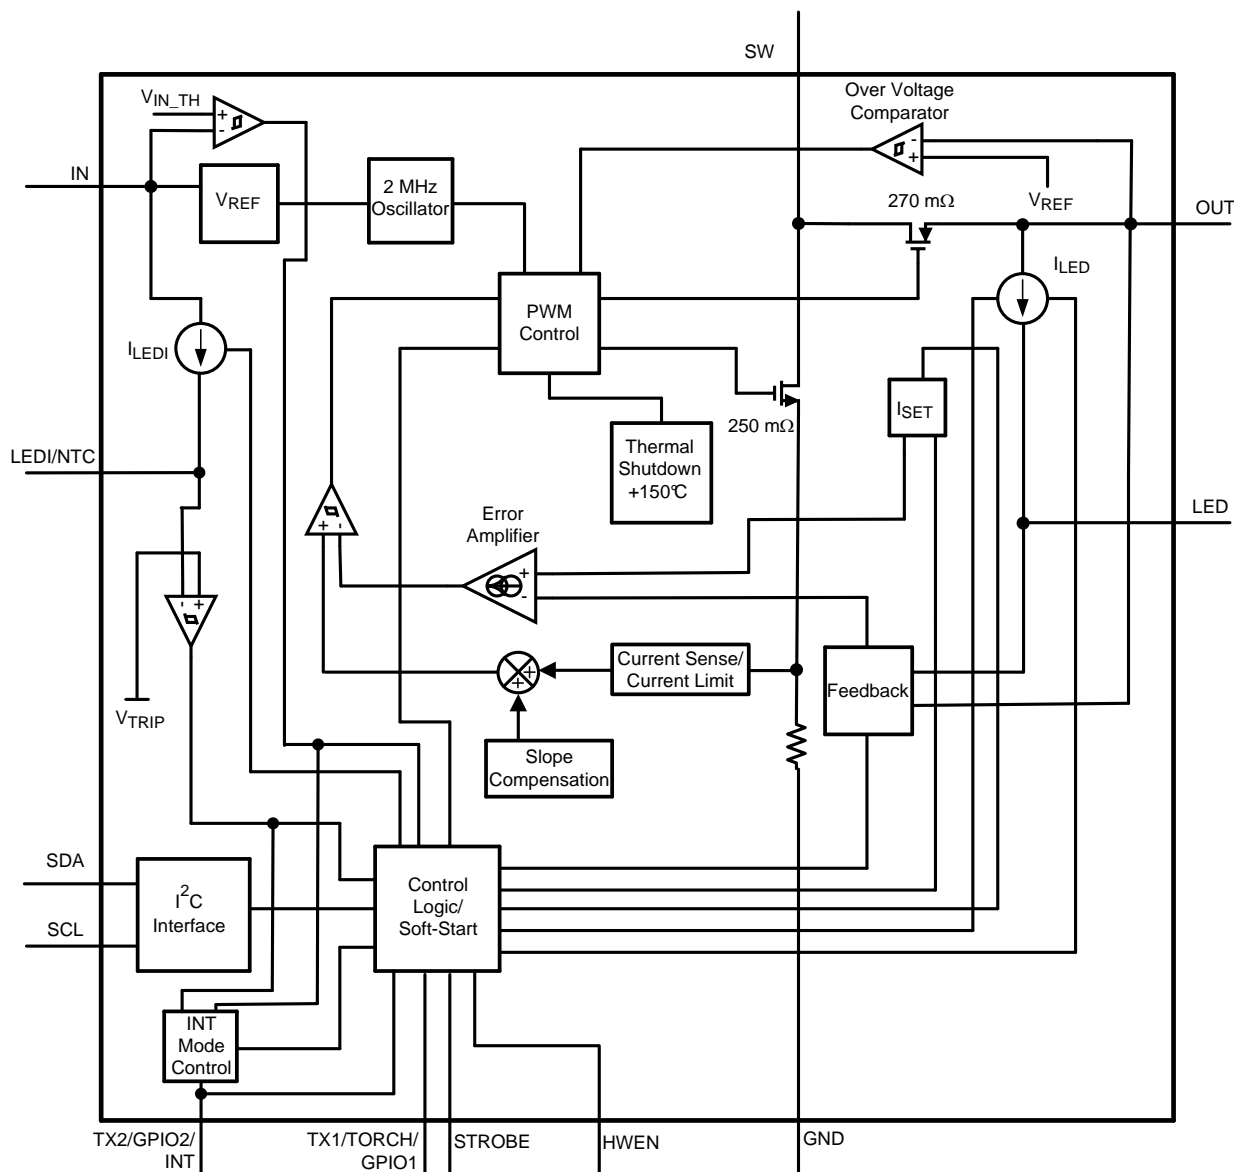 SW
Over Voltage
Comparator
VIN_TH
+
-
-
+
IN
VREF
2 MHz
Oscillator
VREF
270 mΩ
OUT
ILED
PWM
Control
ILEDI
ISET
250 mΩ
LEDI/NTC
Thermal
Shutdown
+150°C
LED
Error
Amplifier
+ -
+
-
- +
VTRIP
+
+
Current Sense/
Current Limit
Feedback
Slope
Compensation
SDA
SCL
I2C
Interface
Control
Logic/
Soft-Start
INT
Mode
Control
TX2/GPIO2/
INT
TX1/TORCH/
GPIO1
STROBE
HWEN
GND